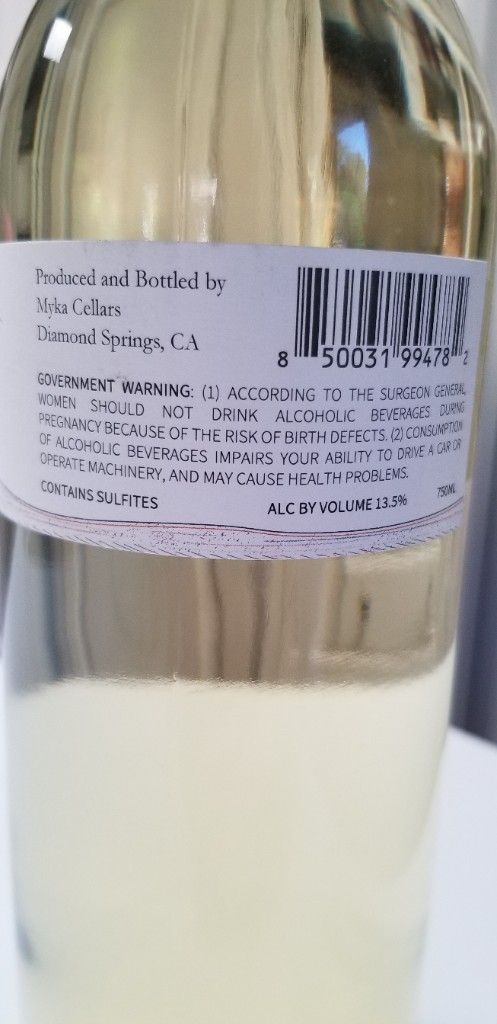 Produced and Bottled by
Myka Cellars
Diamond Springs, CA
8 50031 99478 2
GOVERNMENT WARNING: (1) ACCORDING TO THE SURGEON GENERAL,
WOMEN SHOULD NOT DRINK ALCOHOLIC BEVERAGES DURING
PREGNANCY BECAUSE OF THE RISK OF BIRTH DEFECTS. (2) CONSUMPTION
OF ALCOHOLIC BEVERAGES IMPAIRS YOUR ABILITY TO DRIVE A CAR OR
OPERATE MACHINERY, AND MAY CAUSE HEALTH PROBLEMS.
CONTAINS SULFITES ALC BY VOLUME 13.5% 750ML